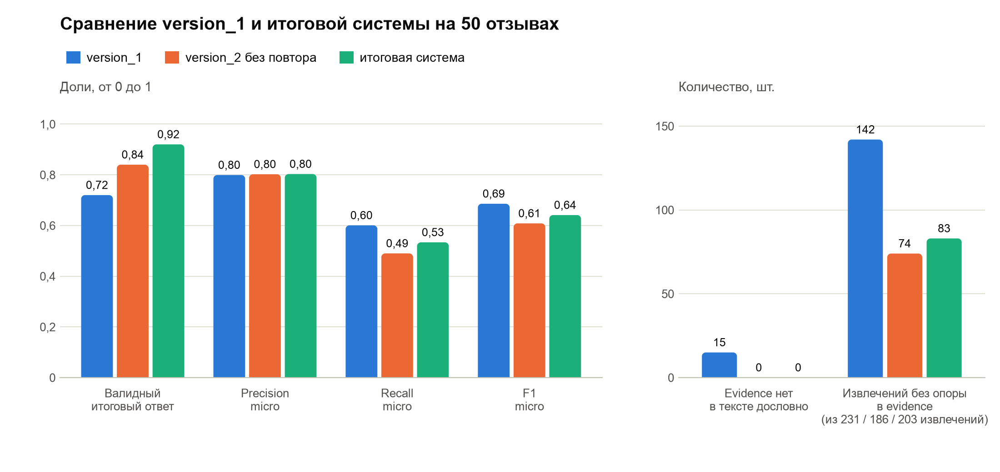 Сравнение version_1 и итоговой системы на 50 отзывах
version_1
version_2 без повтора
итоговая система
Доли, от 0 до 1
1,0
0,8
0,6
0,4
0,2
0
0,72
0,84
0,92
0,80
0,80
0,80
0,60
0,49
0,53
0,69
0,61
0,64
Валидный
итоговый ответ
Precision
micro
Recall
micro
F1
micro
Количество, шт.
150
100
50
0
15
0
0
142
74
83
Evidence нет
в тексте дословно
Извлечений без опоры
в evidence
(из 231 / 186 / 203 извлечений)